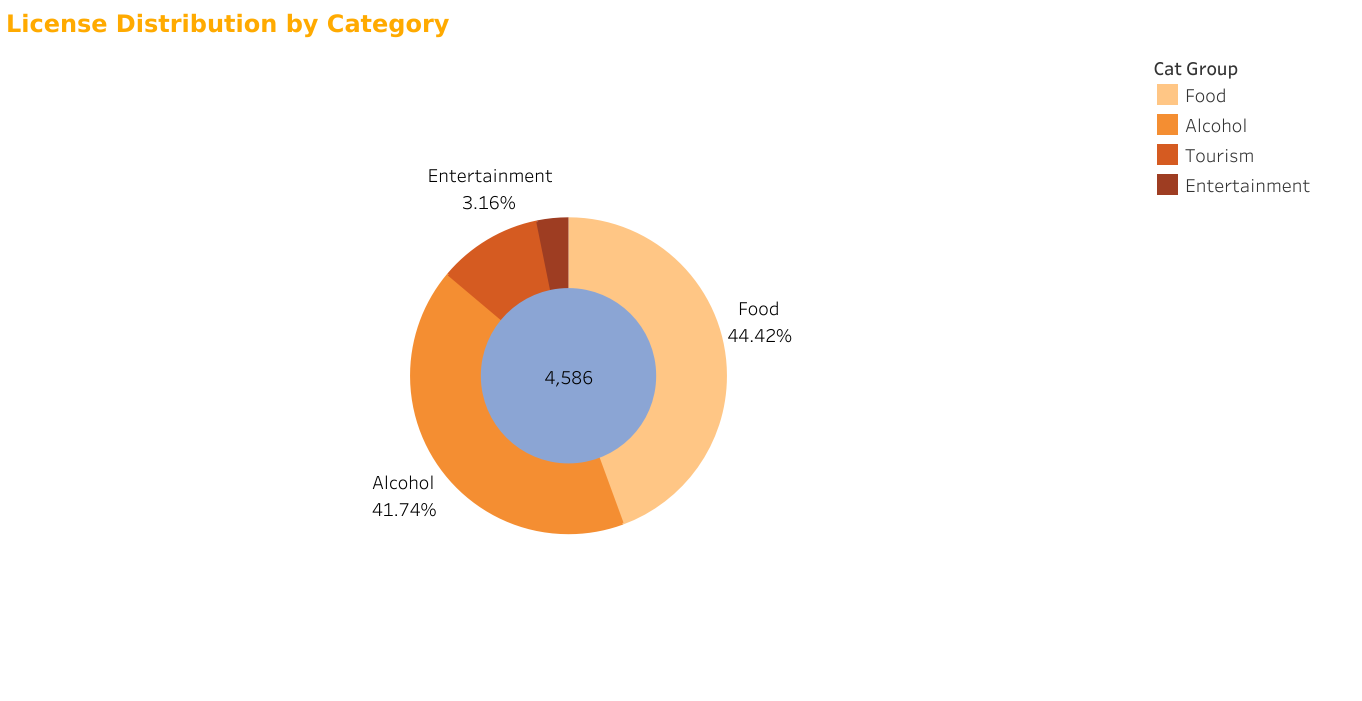 License Distribution by Category
Cat Group
Food
Alcohol
Tourism
Entertainment
Entertainment
3.16%
Food
44.42%
4,586
Alcohol
41.74%